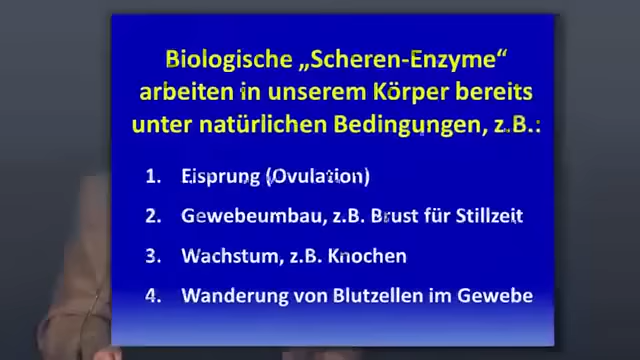 Biologische „Scheren-Enzyme“
arbeiten in unserem Körper bereits
unter natürlichen Bedingungen, z.B.:
1. Eisprung (Ovulation)
2. Gewebeumbau, z.B. Brust für Stillzeit
3. Wachstum, z.B. Knochen
4. Wanderung von Blutzellen im Gewebe